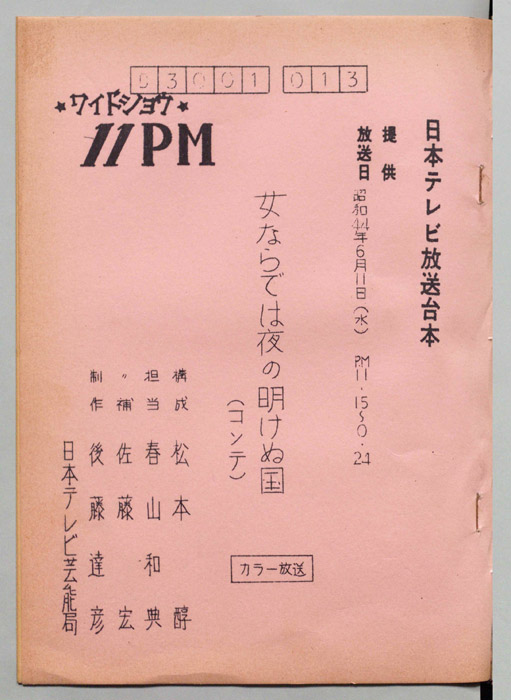 03001 013
★ワイドショウ★
11PM
日本テレビ放送台本
提供
放送日 昭和44年6月11日(水) PM11.15~0.24
女ならでは夜の明けぬ国
(コンテ)
カラー放送
構成 松本 醇
担当 春山和典
〃補 佐藤 宏
制作 後藤達彦
日本テレビ芸能局